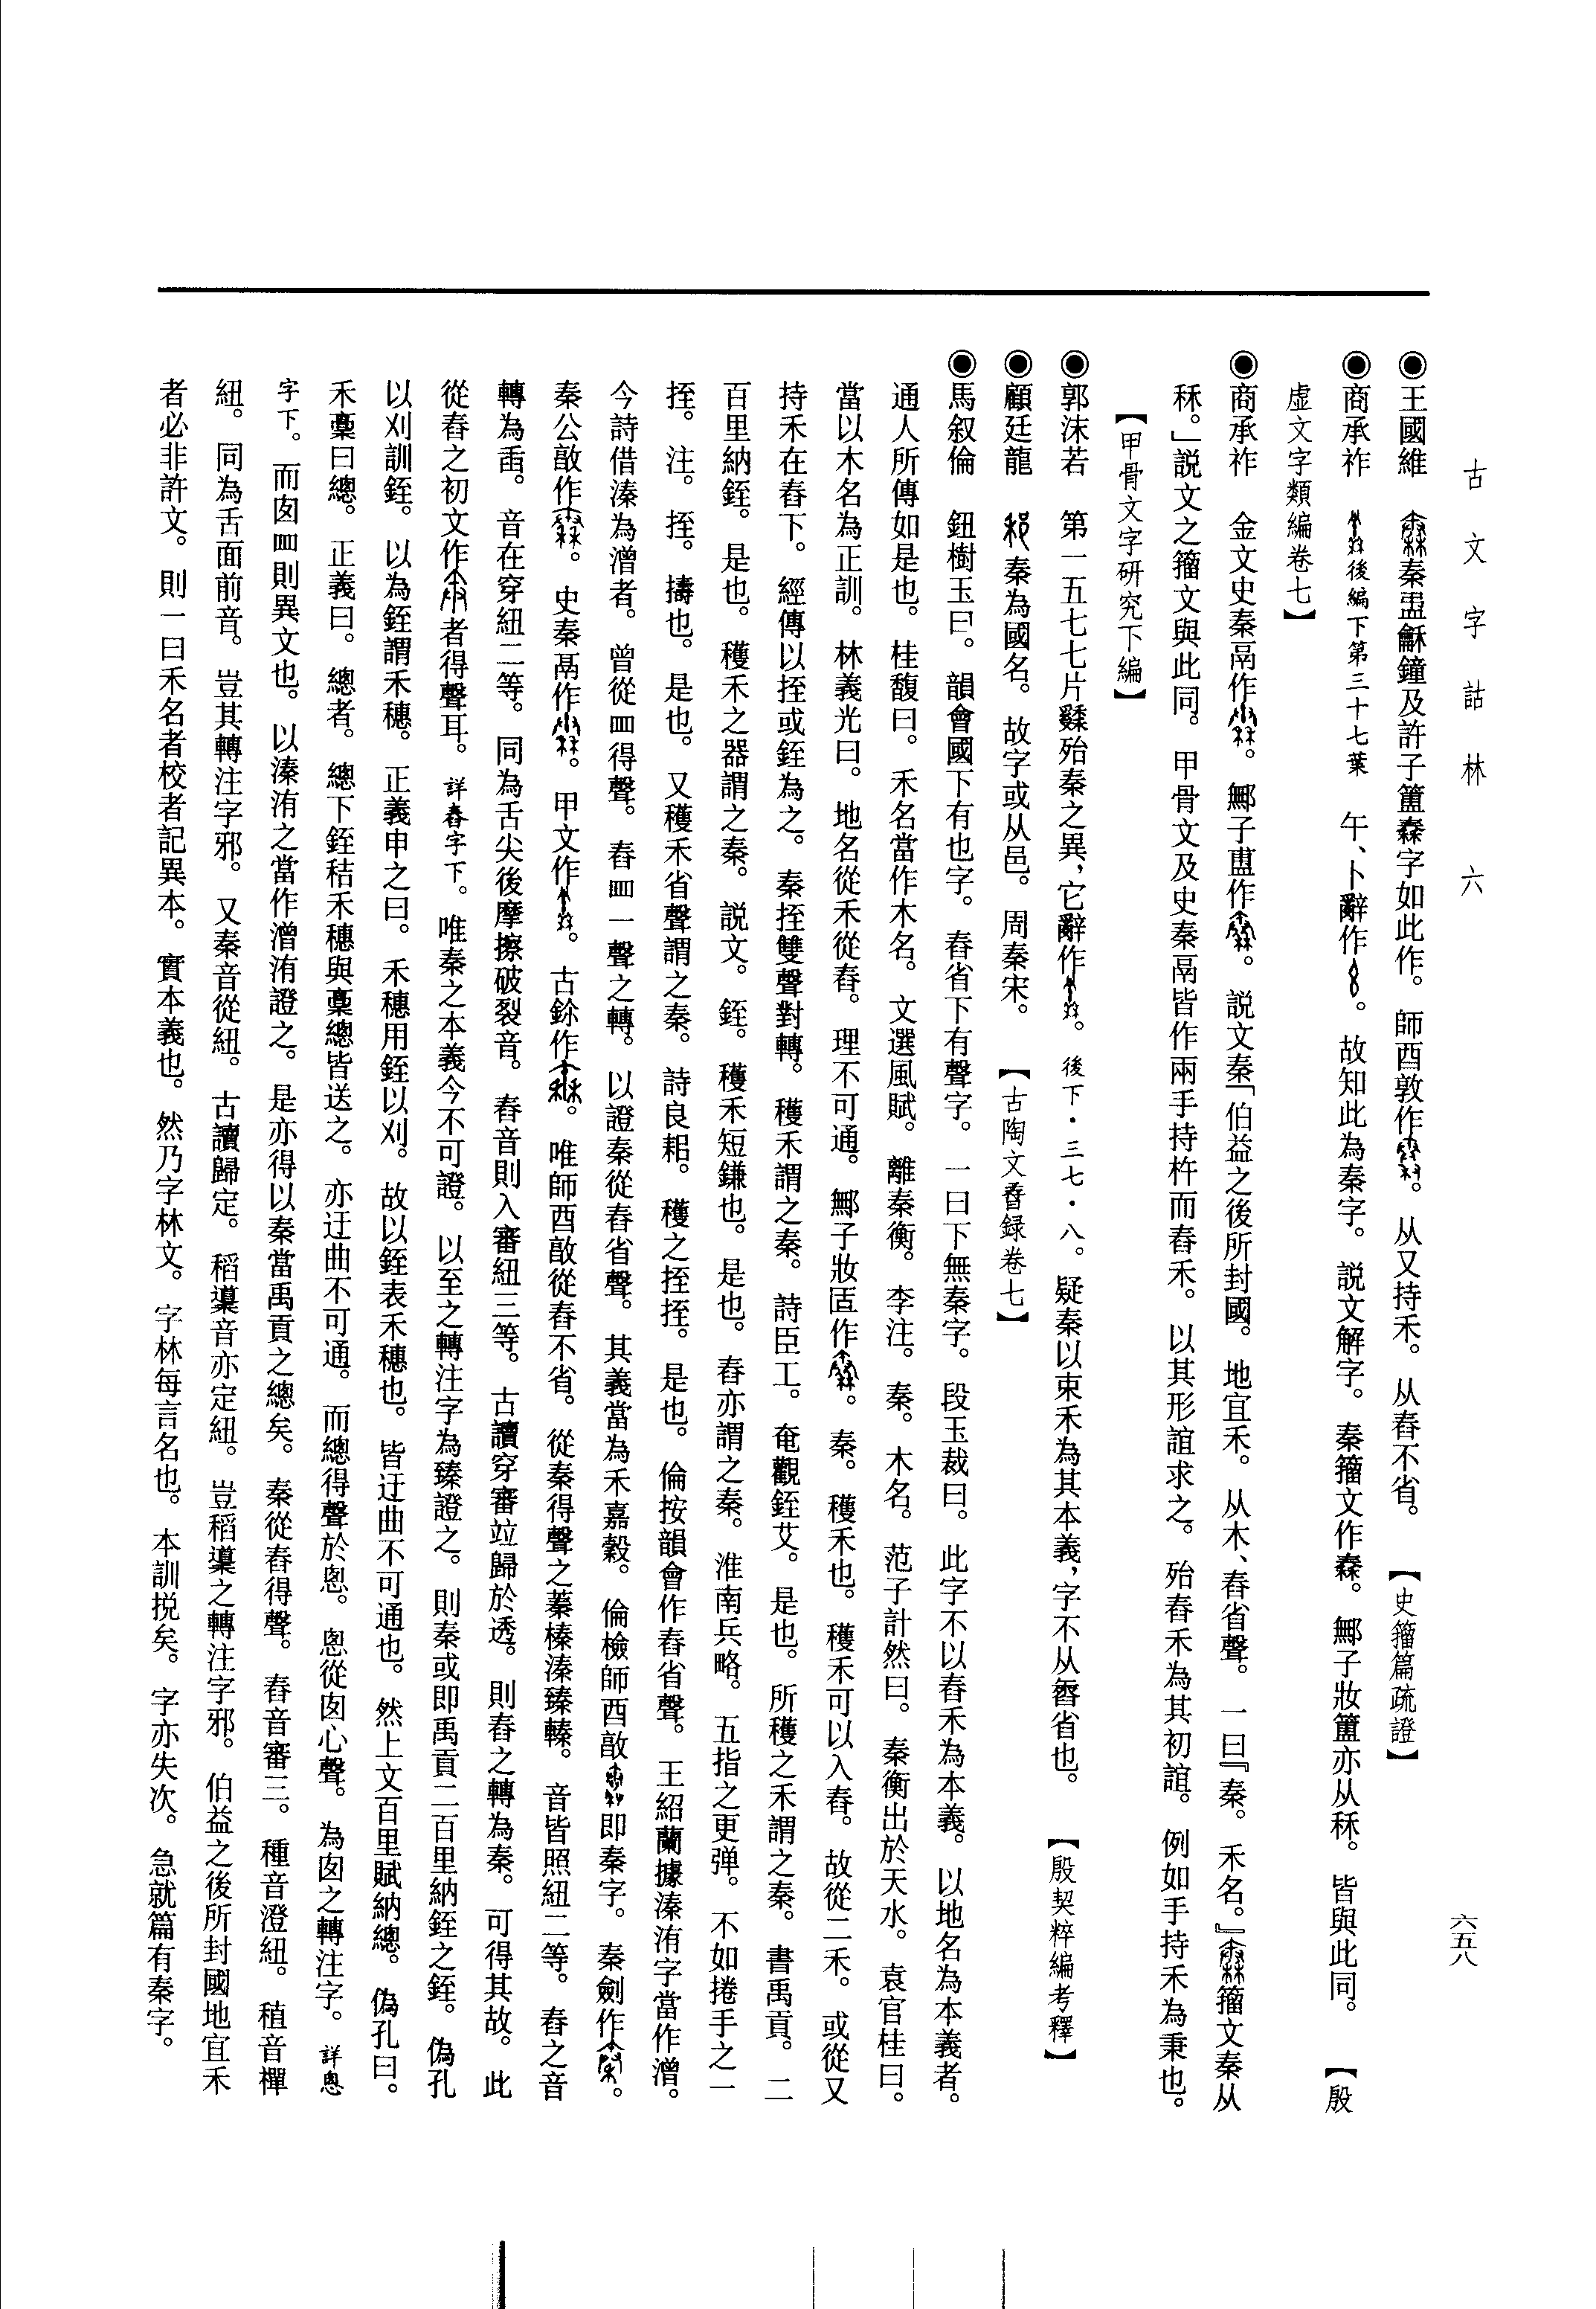 古文字詁林 六
六五八
◉王國維　秦盄龢鐘及許子簠𥠼字如此作。師酉敦作。从又持禾。从舂不省。【史籀篇疏證】
◉商承祚　後編下第三十七葉　午、卜辭作。故知此為秦字。説文解字。秦籀文作𥠼。鄦子妝簠亦从秝。皆與此同。【殷
虛文字類編卷七】
◉商承祚　金文史秦鬲作。鄦子𥂴作。説文秦「伯益之後所封國。地宜禾。从木、舂省聲。一曰『秦。禾名。』籀文秦从
秝。」説文之籀文與此同。甲骨文及史秦鬲皆作兩手持杵而舂禾。以其形誼求之。殆舂禾為其初誼。例如手持禾為秉也。
【甲骨文字研究下編】
◉郭沫若　第一五七七片殆秦之異，它辭作。後下・三七・八。疑秦以束禾為其本義，字不从舂省也。【殷契粹編考釋】
◉顧廷龍　秦為國名。故字或从邑。周秦宋。【古陶文舂録卷七】
◉馬叙倫　鈕樹玉曰。韻會國下有也字。舂省下有聲字。一曰下無秦字。段玉裁曰。此字不以舂禾為本義。以地名為本義者。
通人所傳如是也。桂馥曰。禾名當作木名。文選風賦。離秦衡。李注。秦。木名。范子計然曰。秦衡出於天水。袁官桂曰。
當以木名為正訓。林義光曰。地名從禾從舂。理不可通。鄦子妝𠤳作。秦。穫禾也。穫禾可以入舂。故從二禾。或從又
持禾在舂下。經傳以挃或銍為之。秦挃雙聲對轉。穫禾謂之秦。詩臣工。奄觀銍艾。是也。所穫之禾謂之秦。書禹貢。二
百里納銍。是也。穫禾之器謂之秦。説文。銍。穫禾短鎌也。是也。舂亦謂之秦。淮南兵略。五指之更弹。不如捲手之一
挃。注。挃。擣也。是也。又穫禾省聲謂之秦。詩良耜。穫之挃挃。是也。倫按韻會作舂省聲。王紹蘭據溱洧字當作潧。
今詩借溱為潧者。曾從囧得聲。舂囧一聲之轉。以證秦從舂省聲。其義當為禾嘉穀。倫檢師酉敔即秦字。秦劍作。
秦公敔作。史秦鬲作。甲文作。古鉩作。唯師酉敔從舂不省。從秦得聲之蓁榛溱臻轃。音皆照紐二等。舂之音
轉為臿。音在穿紐二等。同為舌尖後摩擦破裂音。舂音則入審紐三等。古讀穿審竝歸於透。則舂之轉為秦。可得其故。此
從舂之初文作者得聲耳。詳舂字下。唯秦之本義今不可證。以至之轉注字為臻證之。則秦或即禹貢二百里納銍之銍。偽孔
以刈訓銍。以為銍謂禾穗。正義申之曰。禾穗用銍以刈。故以銍表禾穗也。皆迂曲不可通也。然上文百里賦納總。偽孔曰。
禾稾曰總。正義曰。總者。總下銍秸禾穗與稾總皆送之。亦迂曲不可通。而總得聲於悤。悤從囱心聲。為囱之轉注字。詳悤
字下。而囱囧則異文也。以溱洧之當作潧洧證之。是亦得以秦當禹貢之總矣。秦從舂得聲。舂音審三。種音澄紐。稙音禪
紐。同為舌面前音。豈其轉注字邪。又秦音從紐。古讀歸定。稻䆃音亦定紐。豈稻䆃之轉注字邪。伯益之後所封國地宜禾
者必非許文。則一曰禾名者校者記異本。實本義也。然乃字林文。字林每言名也。本訓捝矣。字亦失次。急就篇有秦字。